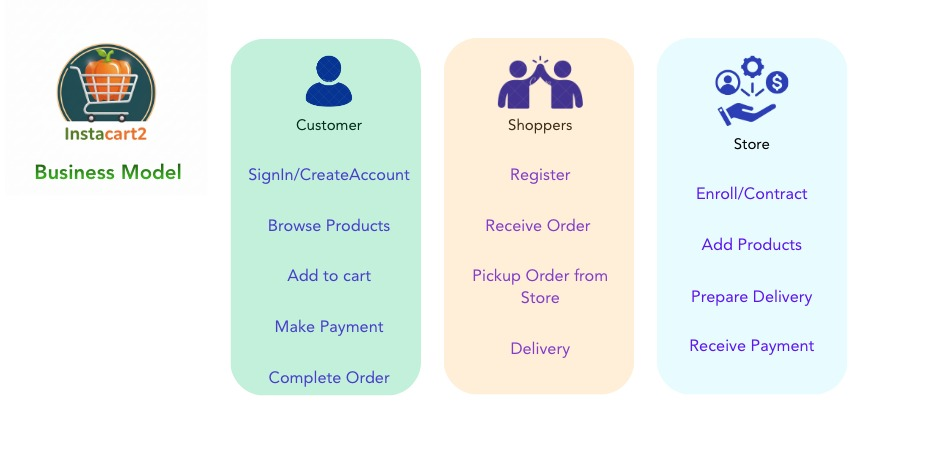 Instacart2
Business Model
Customer
SignIn/CreateAccount
Browse Products
Add to cart
Make Payment
Complete Order
Shoppers
Register
Receive Order
Pickup Order from
Store
Delivery
$
Store
Enroll/Contract
Add Products
Prepare Delivery
Receive Payment